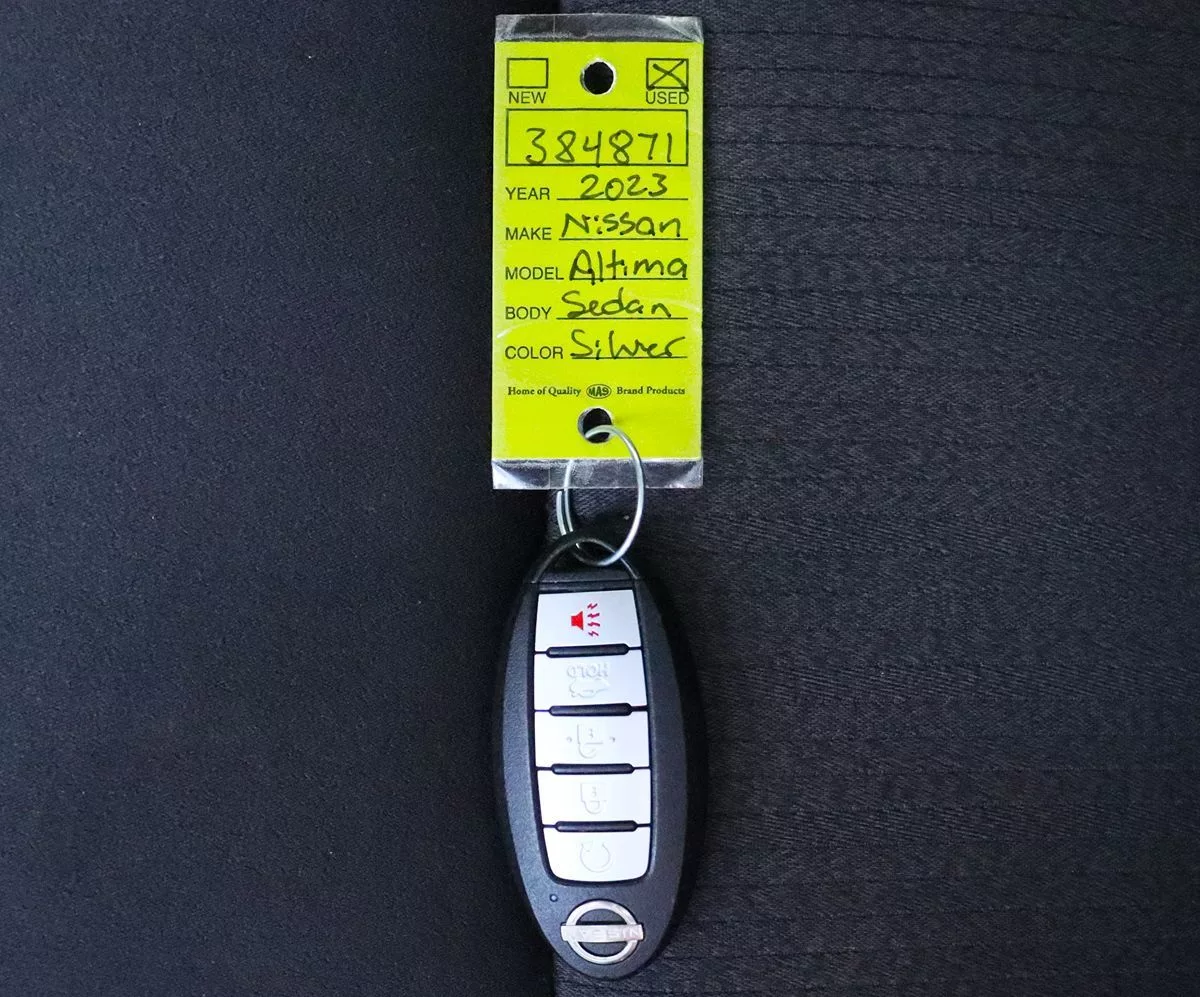 NEW USED
384871
YEAR 2023
MAKE Nissan
MODEL Altima
BODY Sedan
COLOR Silver
Home of Quality MAS Brand Products
HOLD
NISSAN